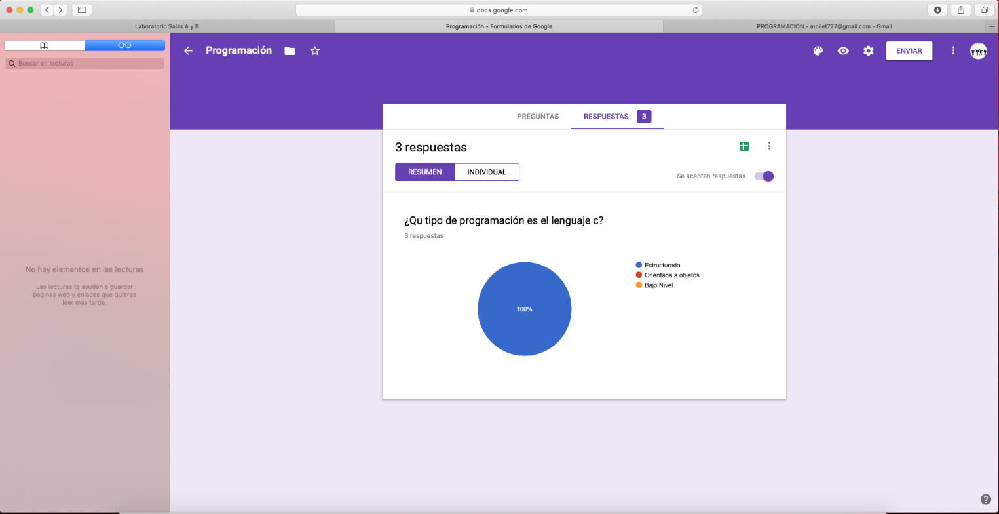 docs.google.com
Laboratorio Salas A y B
Programación - Formularios de Google
PROGRAMACION - moilet777@gmail.com - Gmail
Buscar en lecturas
No hay elementos en las lecturas
Las lecturas te ayudan a guardar
páginas web y enlaces que quieras
leer más tarde.
Programación
ENVIAR
PREGUNTAS
RESPUESTAS 3
3 respuestas
RESUMEN
INDIVIDUAL
Se aceptan respuestas
¿Qu tipo de programación es el lenguaje c?
3 respuestas
100%
Estructurada
Orientada a objetos
Bajo Nivel